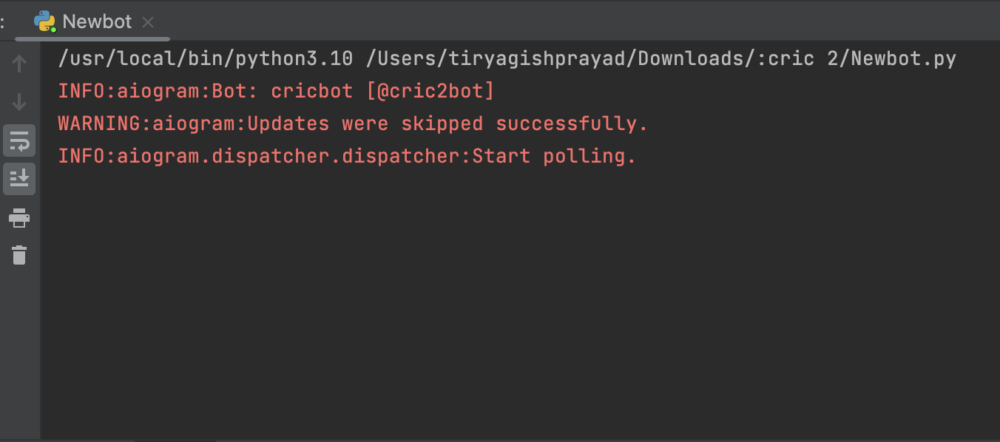 : Newbot
/usr/local/bin/python3.10 /Users/tiryagishprayad/Downloads/:cric 2/Newbot.py
INFO:aiogram:Bot: cricbot [@cric2bot]
WARNING:aiogram:Updates were skipped successfully.
INFO:aiogram.dispatcher.dispatcher:Start polling.